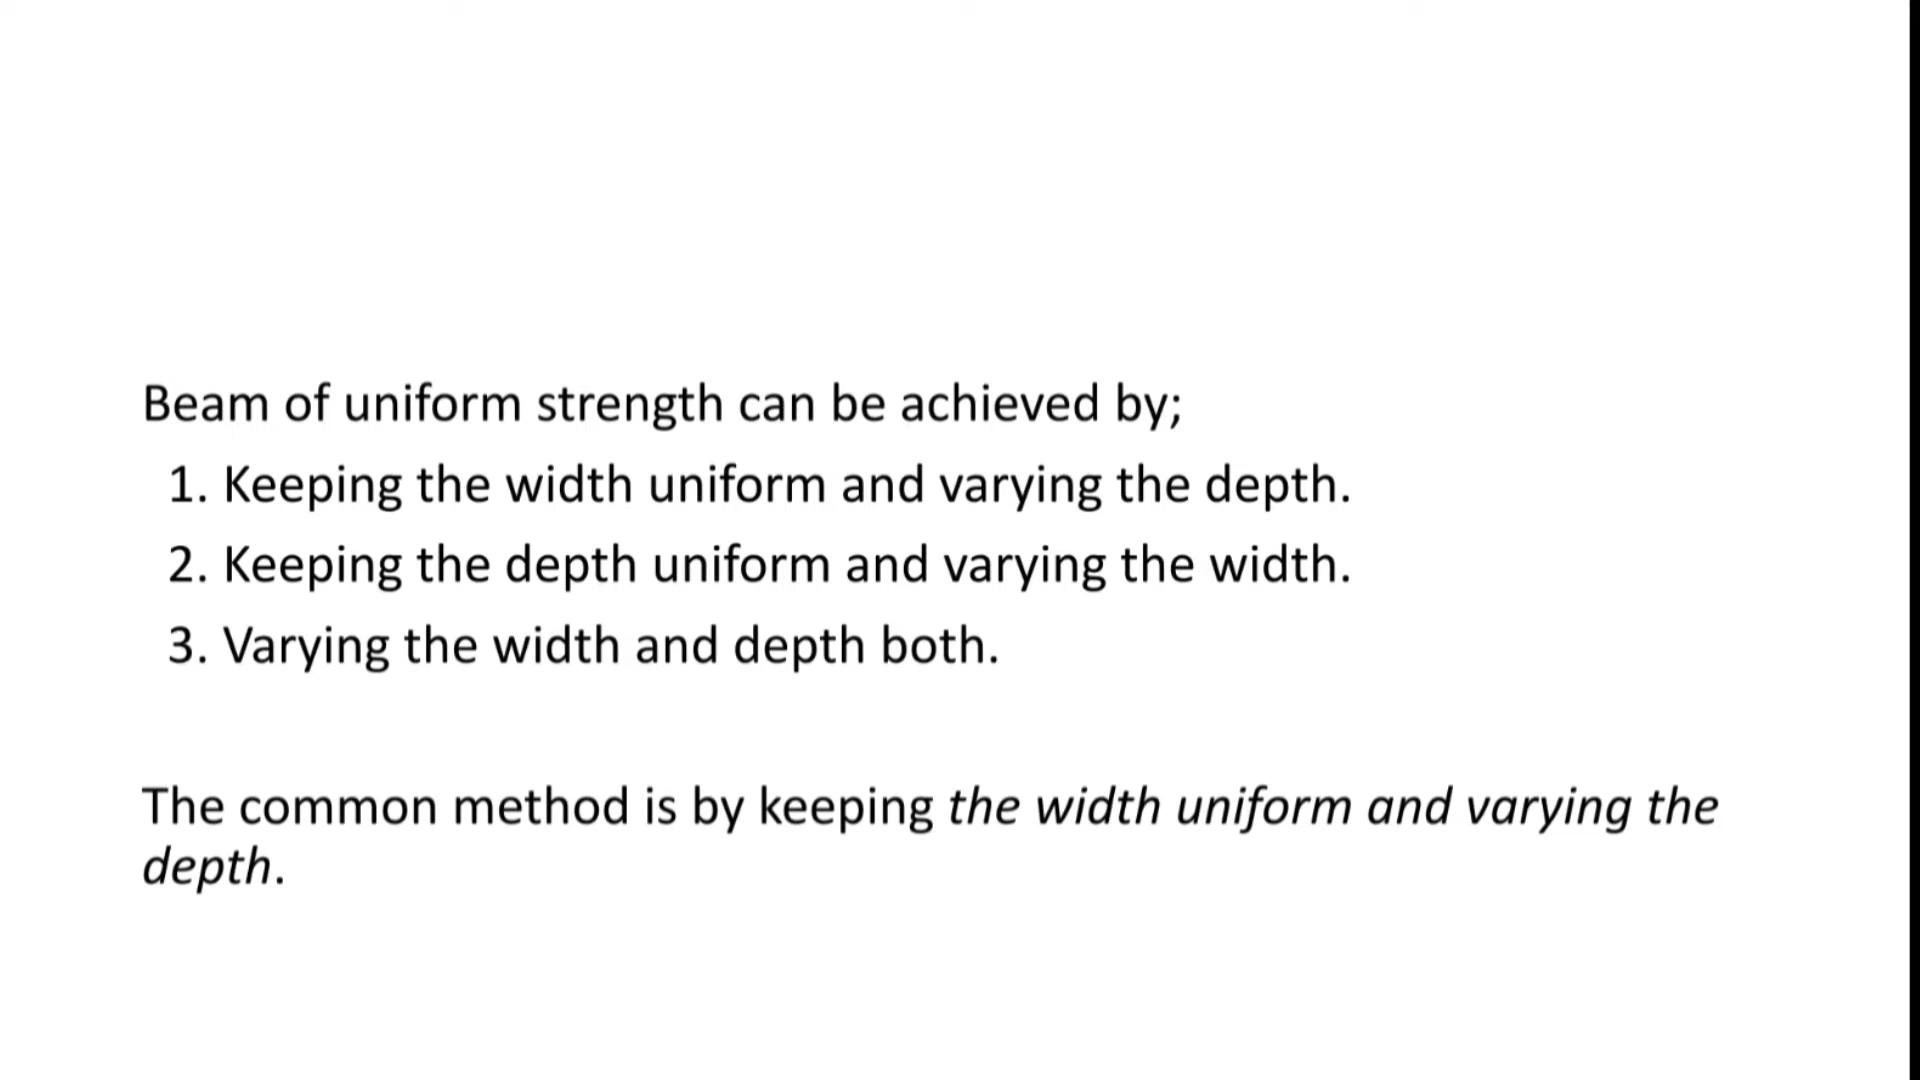 Beam of uniform strength can be achieved by;
1. Keeping the width uniform and varying the depth.
2. Keeping the depth uniform and varying the width.
3. Varying the width and depth both.
The common method is by keeping the width uniform and varying the
depth.